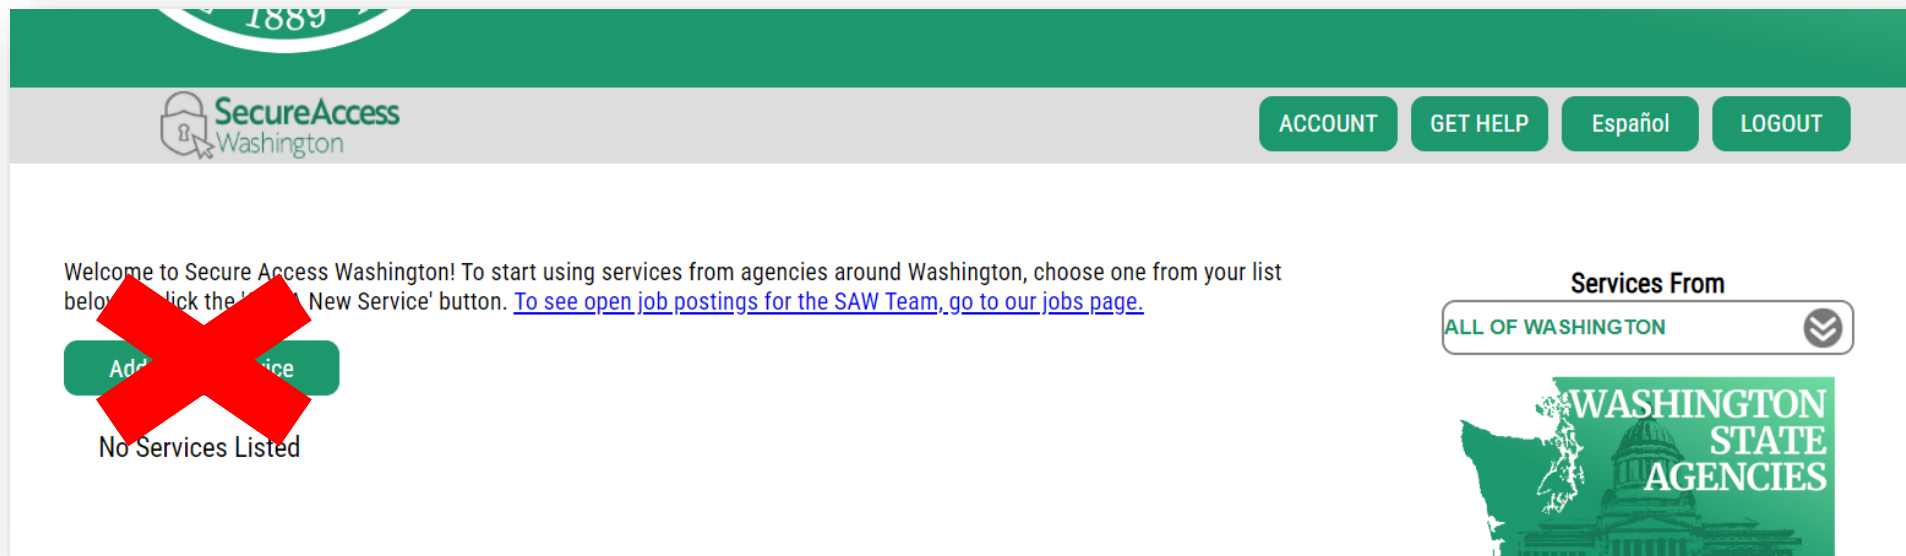 1889
SecureAccess
Washington
ACCOUNT
GET HELP
Español
LOGOUT
Welcome to Secure Access Washington! To start using services from agencies around Washington, choose one from your list
the New Service' button. To see open job postings for the SAW Team, go to our jobs page.
Services From
ALL OF WASHINGTON
No Services Listed
WASHINGTON
STATE
AGENCIES